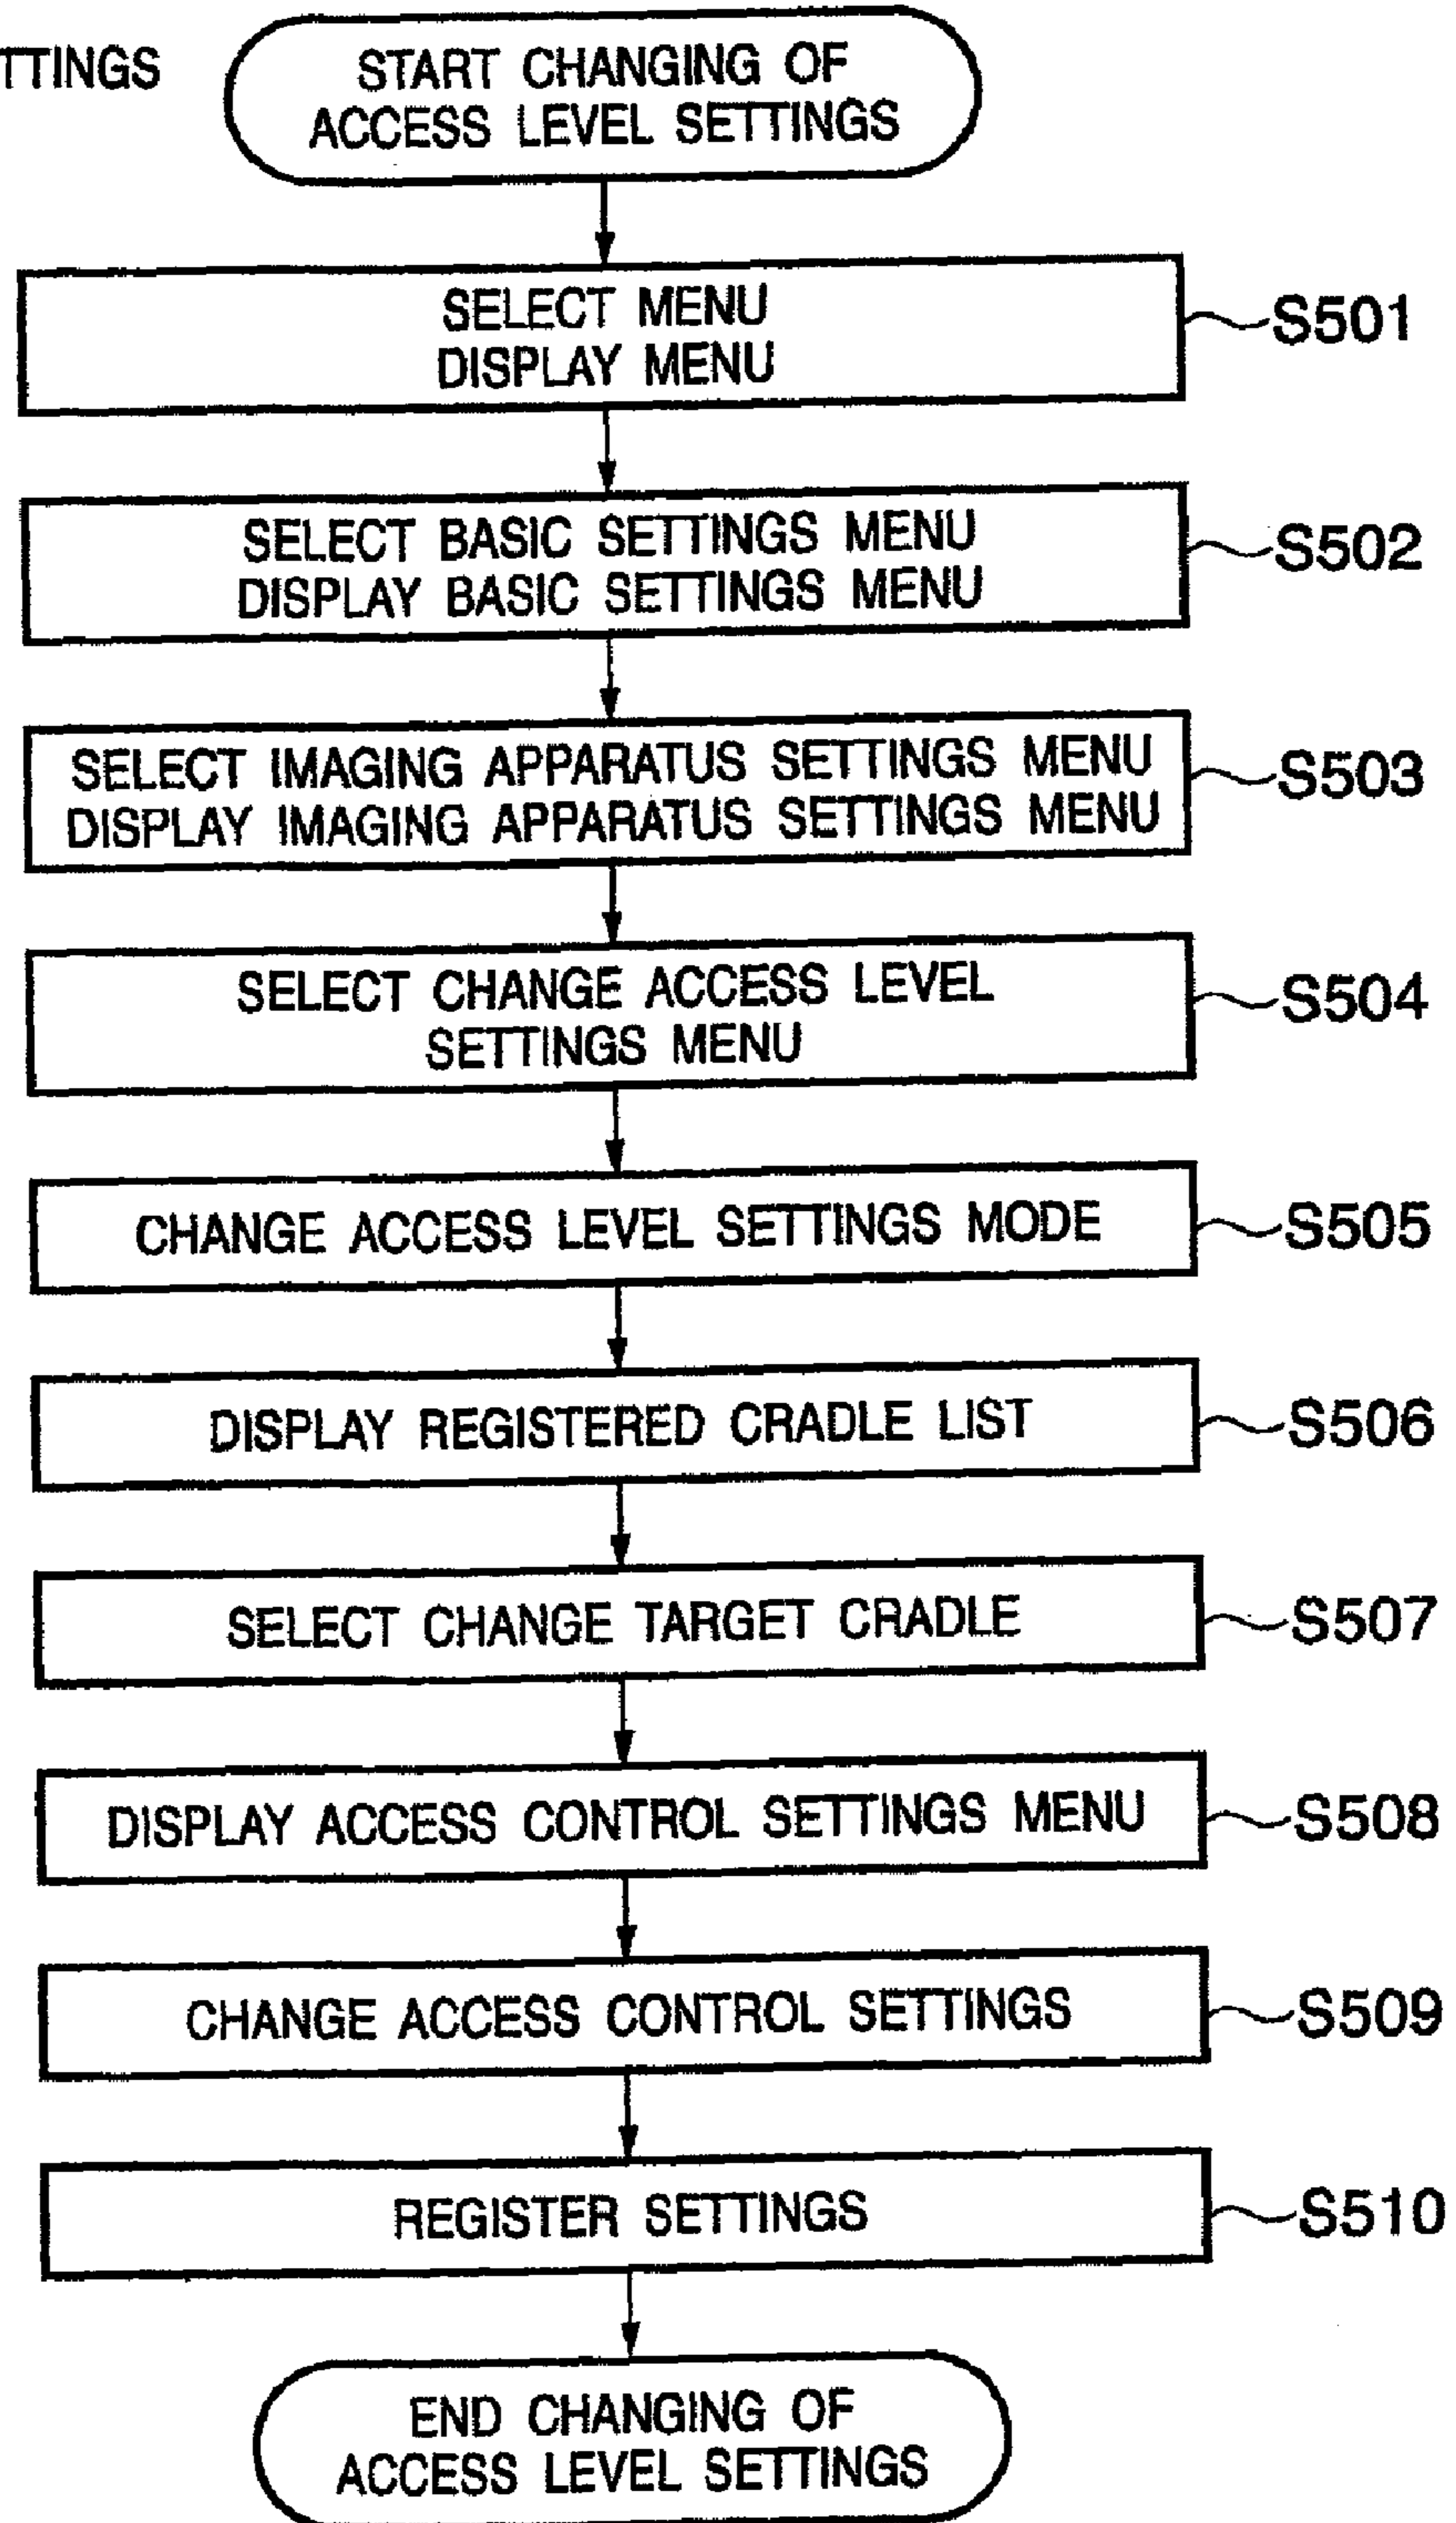 START CHANGING OF
ACCESS LEVEL SETTINGS
SELECT MENU
DISPLAY MENU
S501
SELECT BASIC SETTINGS MENU
DISPLAY BASIC SETTINGS MENU
S502
SELECT IMAGING APPARATUS SETTINGS MENU
DISPLAY IMAGING APPARATUS SETTINGS MENU
S503
SELECT CHANGE ACCESS LEVEL
SETTINGS MENU
S504
CHANGE ACCESS LEVEL SETTINGS MODE
S505
DISPLAY REGISTERED CRADLE LIST
S506
SELECT CHANGE TARGET CRADLE
S507
DISPLAY ACCESS CONTROL SETTINGS MENU
S508
CHANGE ACCESS CONTROL SETTINGS
S509
REGISTER SETTINGS
S510
END CHANGING OF
ACCESS LEVEL SETTINGS